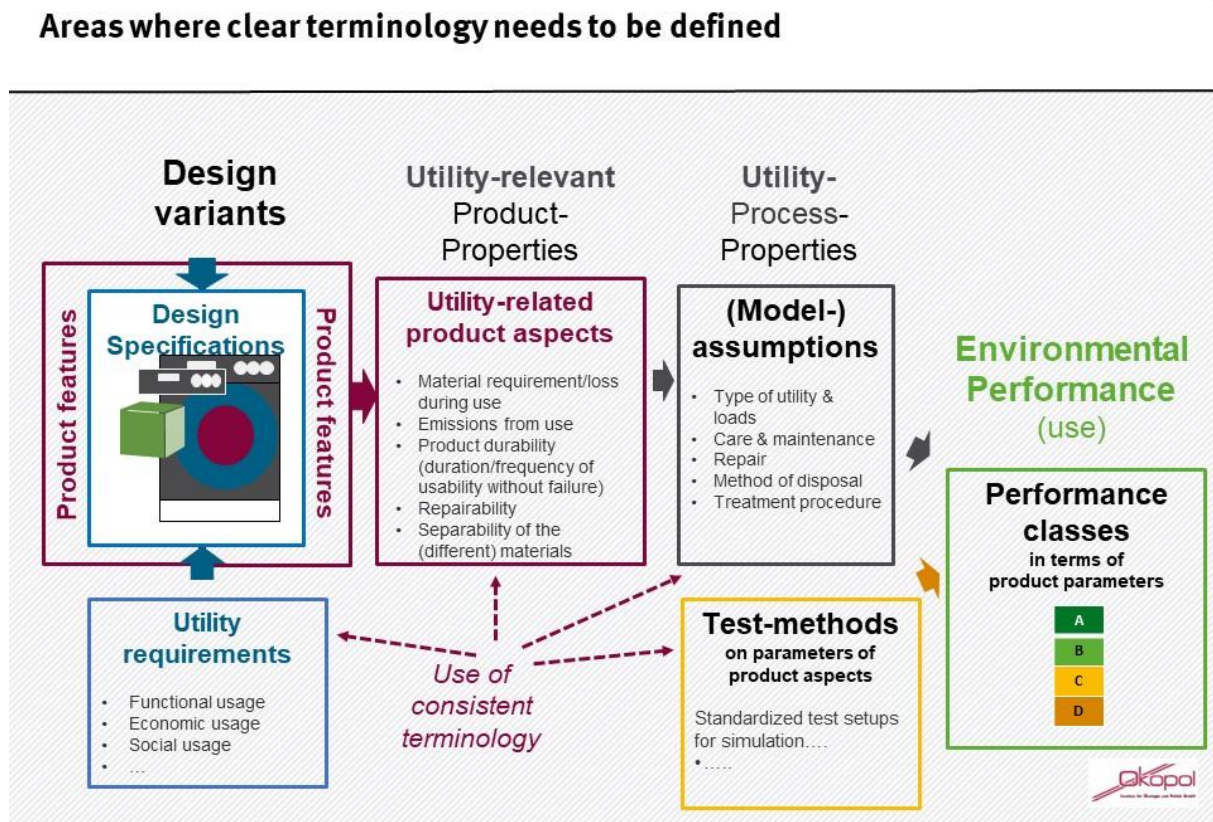 Areas where clear terminology needs to be defined
Design
variants
Utility-relevant
Product-
Properties
Utility-
Process-
Properties
Product features
Design
Specifications
Product features
Utility-related
product aspects
• Material requirement/loss
during use
• Emissions from use
• Product durability
(duration/frequency of
usability without failure)
• Repairability
• Separability of the
(different) materials
(Model-)
assumptions
• Type of utility &
loads
• Care & maintenance
• Repair
• Method of disposal
• Treatment procedure
Environmental
Performance
(use)
Performance
classes
in terms of
product parameters
A
B
C
D
Utility
requirements
• Functional usage
• Economic usage
• Social usage
• …
Use of
consistent
terminology
Test-methods
on parameters of
product aspects
Standardized test setups
for simulation….
•…..
Ökopol